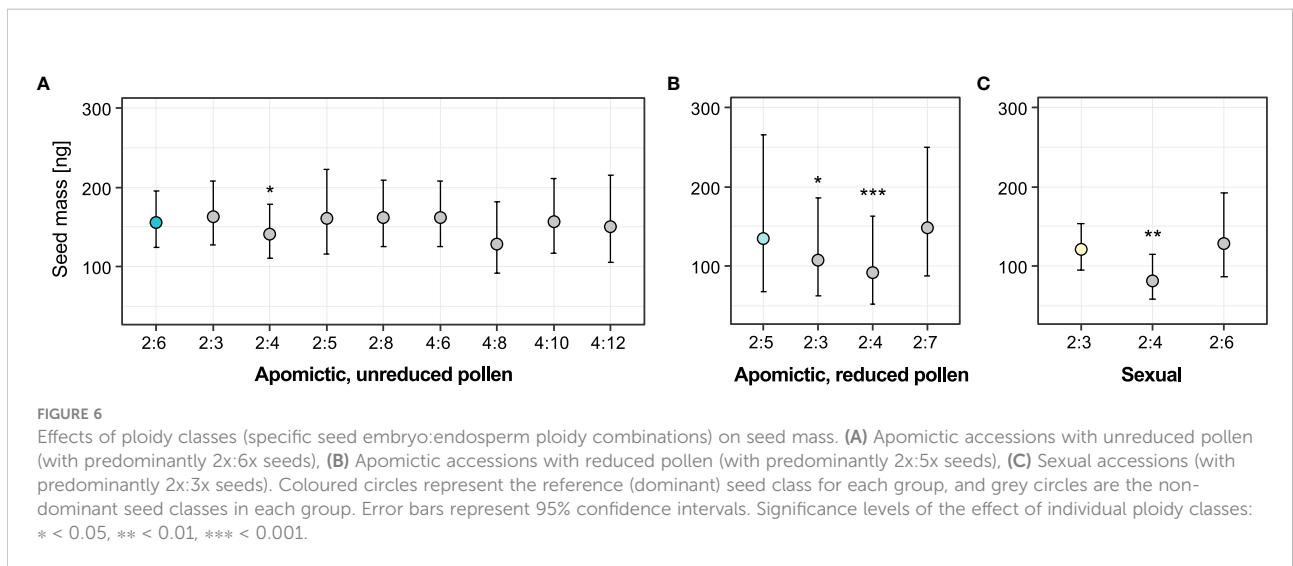 A
B
C
Seed mass [ng]
300
200
100
*
2:6 2:3 2:4 2:5 2:8 4:6 4:8 4:10 4:12
Apomictic, unreduced pollen
300
200
100
*
***
2:5 2:3 2:4 2:7
Apomictic, reduced pollen
300
200
100
**
2:3 2:4 2:6
Sexual
FIGURE 6
Effects of ploidy classes (specific seed embryo:endosperm ploidy combinations) on seed mass. (A) Apomictic accessions with unreduced pollen
(with predominantly 2x:6x seeds), (B) Apomictic accessions with reduced pollen (with predominantly 2x:5x seeds), (C) Sexual accessions (with
predominantly 2x:3x seeds). Coloured circles represent the reference (dominant) seed class for each group, and grey circles are the non-
dominant seed classes in each group. Error bars represent 95% confidence intervals. Significance levels of the effect of individual ploidy classes:
∗ < 0.05, ∗∗ < 0.01, ∗∗∗ < 0.001.